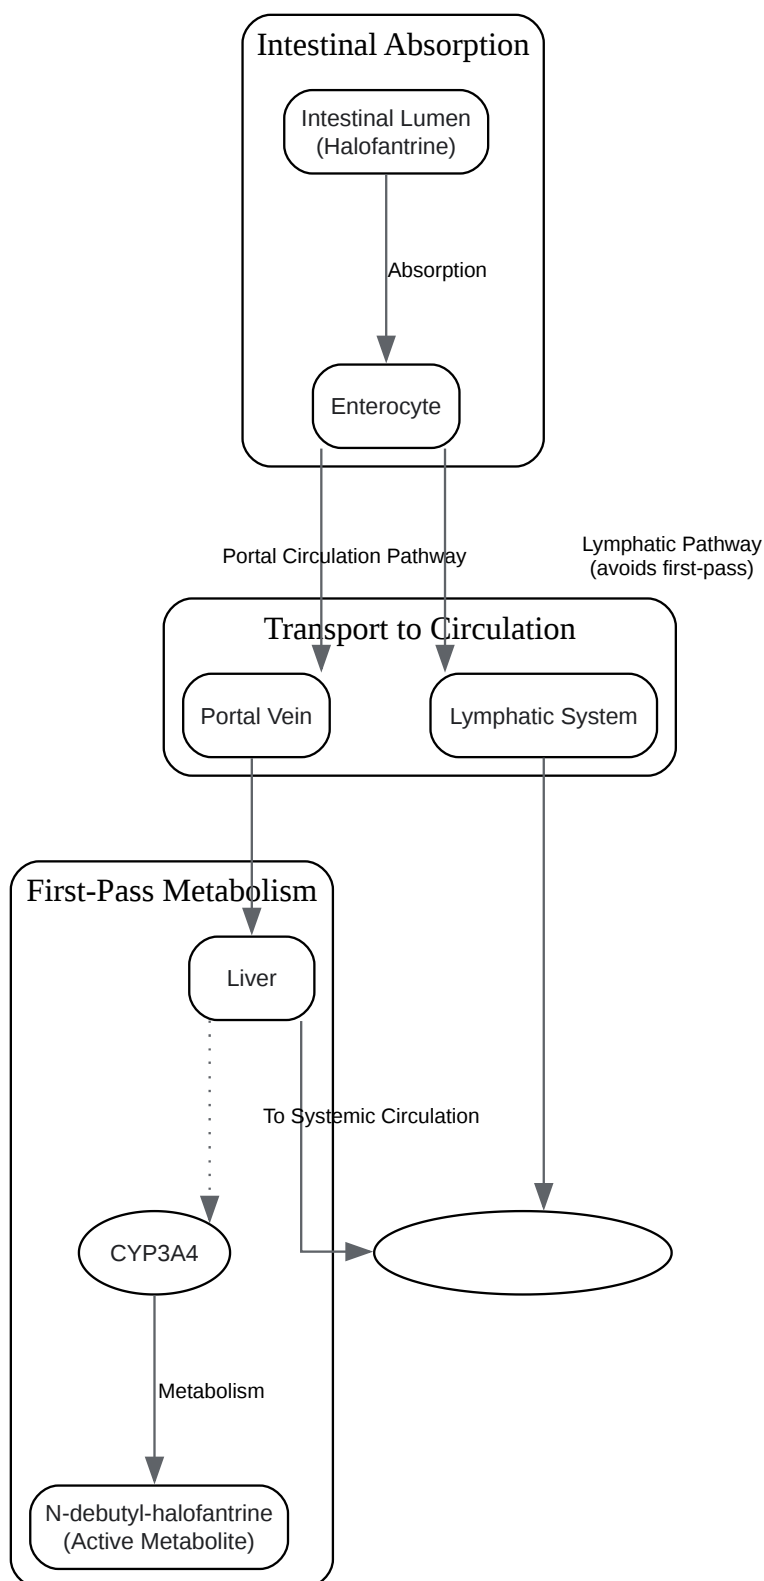 Intestinal Absorption
Intestinal Lumen
(Halofantrine)
Absorption
Enterocyte
Portal Circulation Pathway
Lymphatic Pathway
(avoids first-pass)
Transport to Circulation
Portal Vein
Lymphatic System
First-Pass Metabolism
Liver
To Systemic Circulation
CYP3A4
Metabolism
N-debutyl-halofantrine
(Active Metabolite)